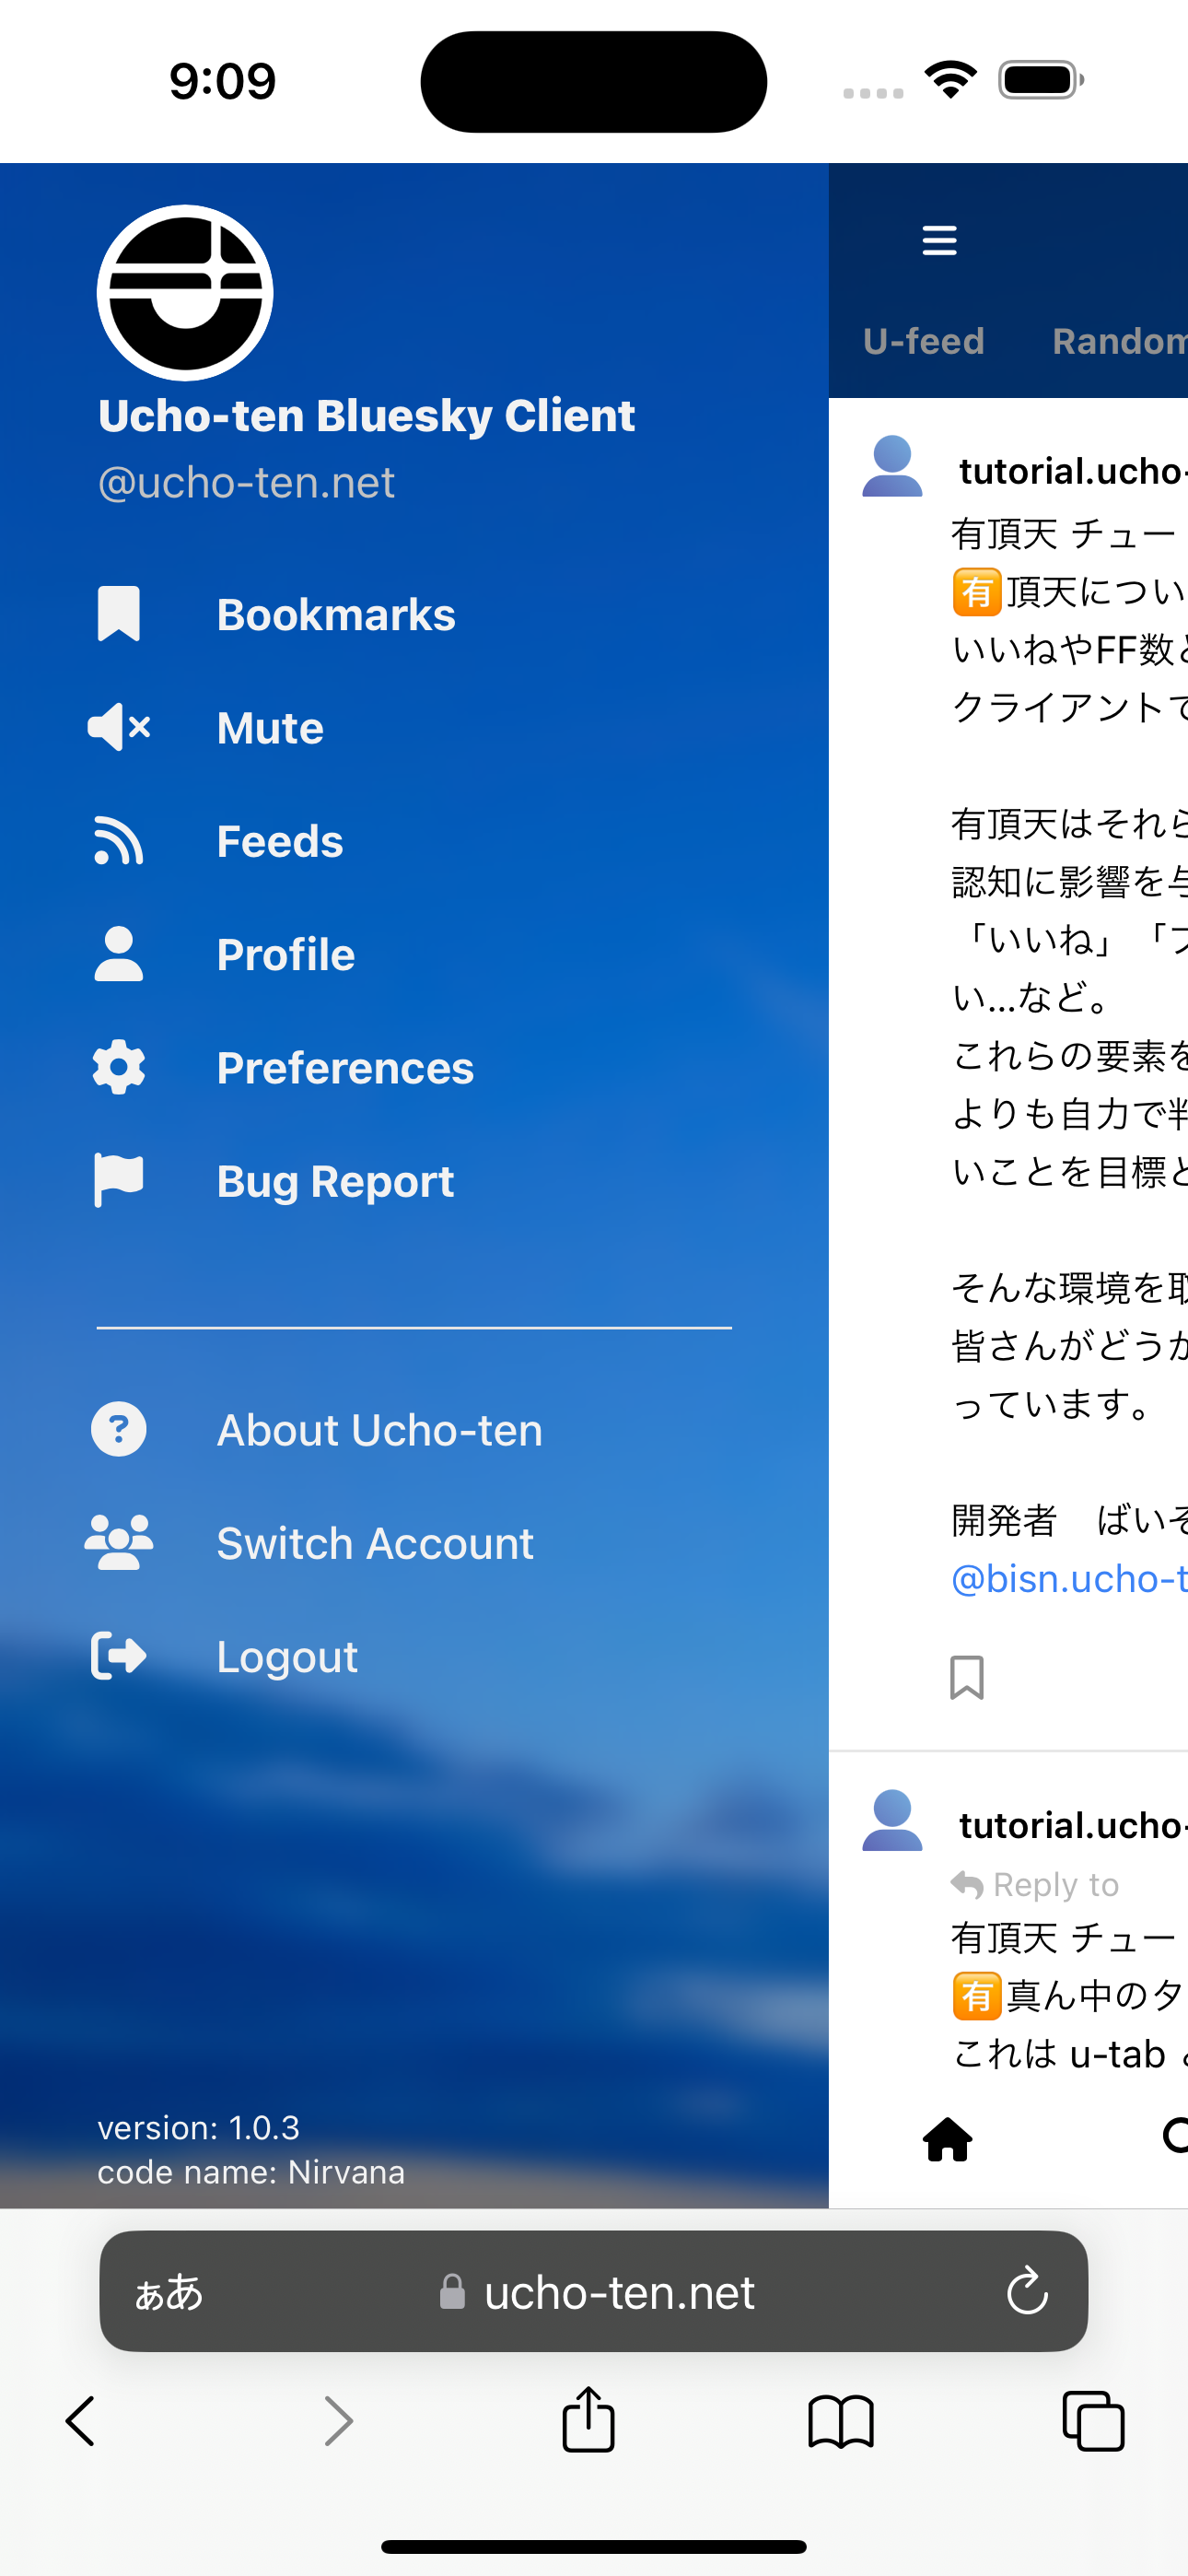 9:09
Ucho-ten Bluesky Client
@ucho-ten.net
Bookmarks
Mute
Feeds
Profile
Preferences
Bug Report
About Ucho-ten
Switch Account
Logout
version: 1.0.3
code name: Nirvana
U-feed Random
tutorial.ucho-
有頂天 チュー
🈶頂天につい
いいねやFF数
クライアントで
有頂天はそれら
認知に影響を与
「いいね」「ブ
い...など。
これらの要素を
よりも自力で判
いことを目標と
そんな環境を取
皆さんがどうか
っています。
開発者　ばいそ
@bisn.ucho-t
tutorial.ucho-
Reply to
有頂天 チュー
🈶真ん中のタ
これは u-tab
ぁあ ucho-ten.net